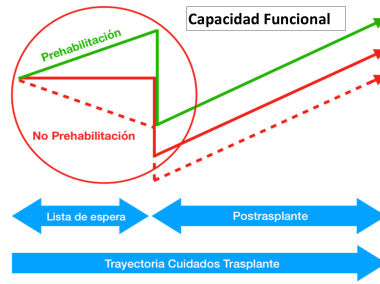 Capacidad Funcional
Prehabilitación
No Prehabilitación
Lista de espera
Postrasplante
Trayectoria Cuidados Trasplante